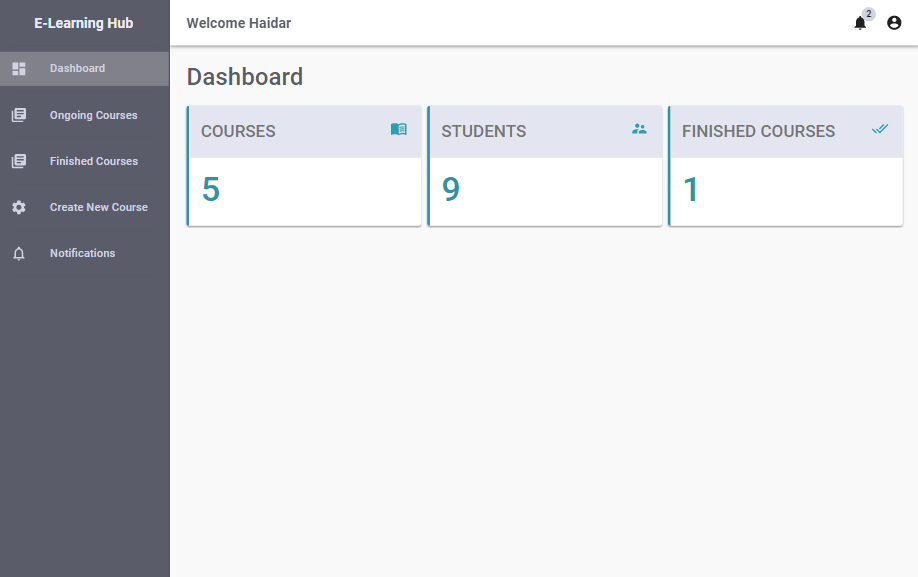 E-Learning Hub
Welcome Haidar
2
Dashboard
Ongoing Courses
Finished Courses
Create New Course
Notifications
Dashboard
COURSES
5
STUDENTS
9
FINISHED COURSES
1